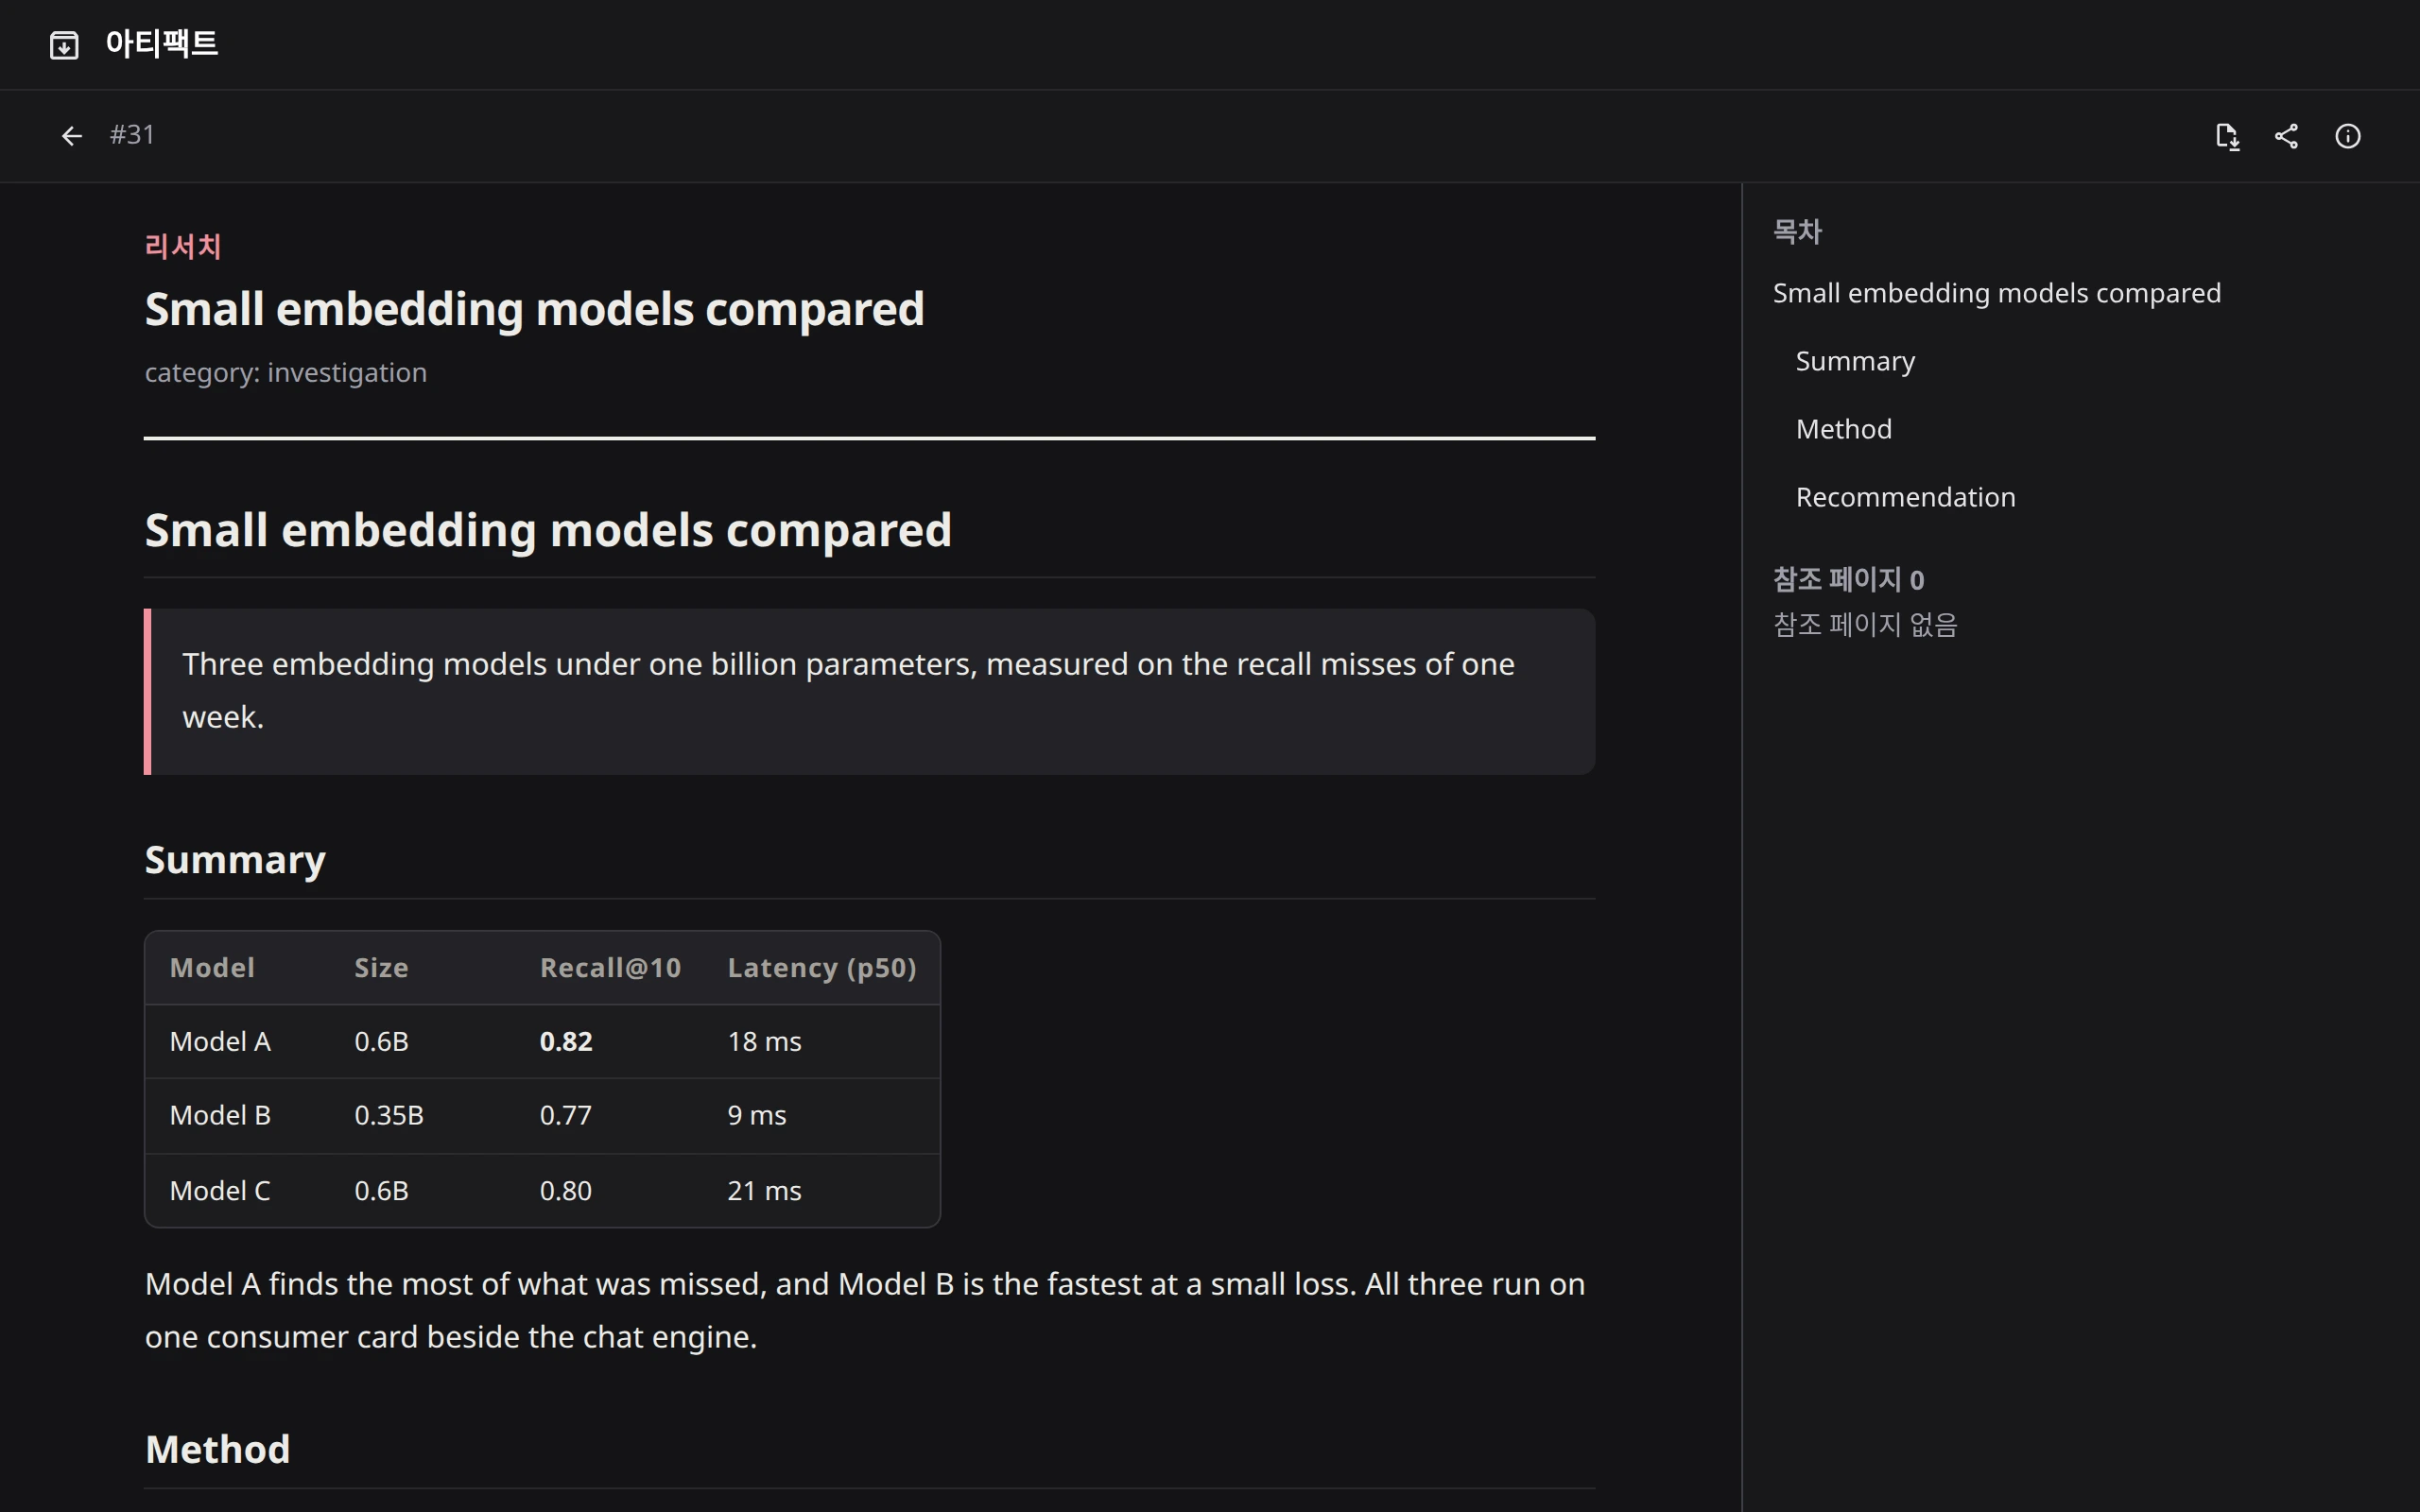 아티팩트
#31
리서치
Small embedding models compared
category: investigation
Small embedding models compared
Three embedding models under one billion parameters, measured on the recall misses of one
week.
Summary
Model Size Recall@10 Latency (p50)
Model A 0.6B 0.82 18 ms
Model B 0.35B 0.77 9 ms
Model C 0.6B 0.80 21 ms
Model A finds the most of what was missed, and Model B is the fastest at a small loss. All three run on
one consumer card beside the chat engine.
Method
목차
Small embedding models compared
Summary
Method
Recommendation
참조 페이지 0
참조 페이지 없음